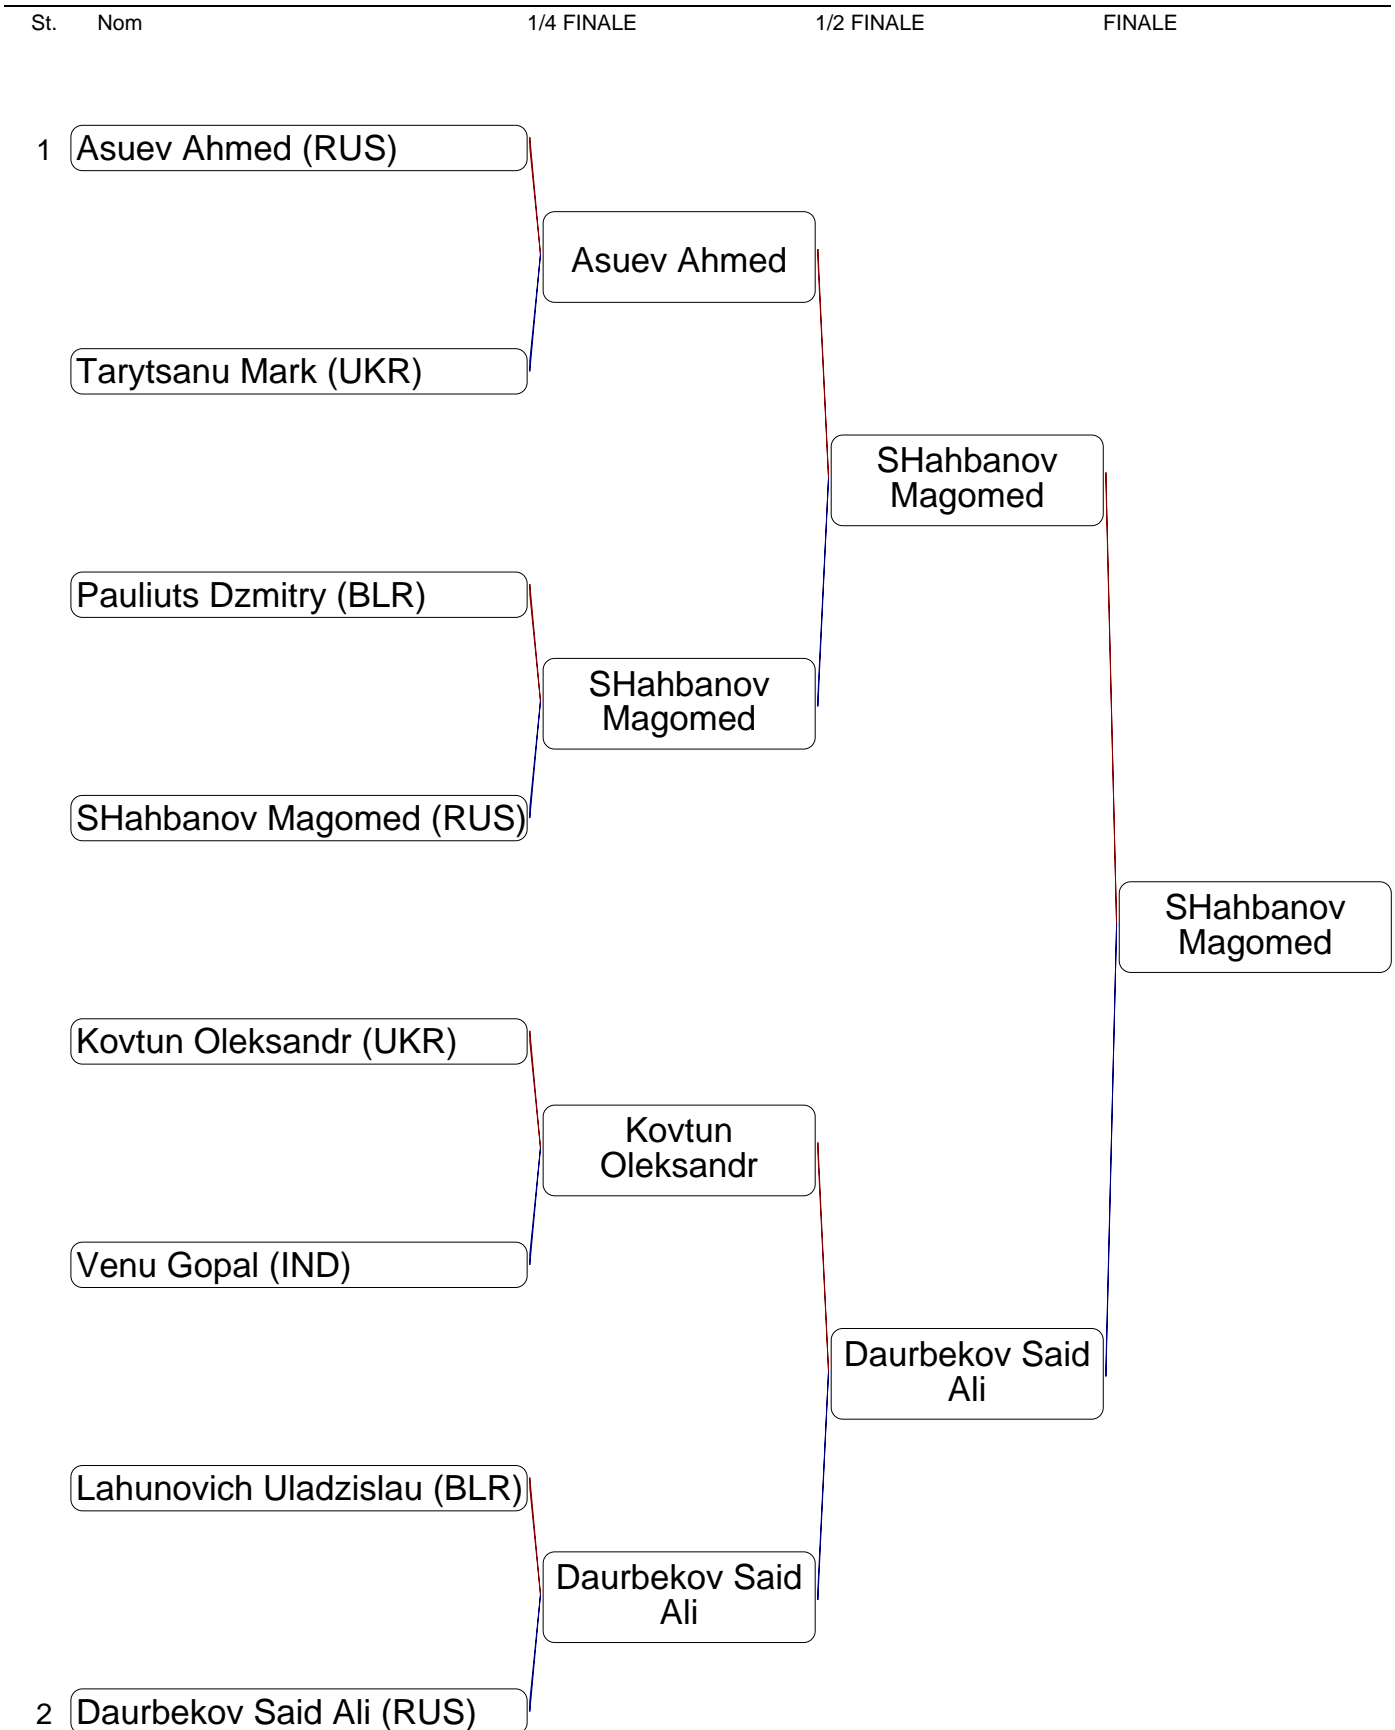 St. Nom 1/4 FINALE 1/2 FINALE FINALE
1 Asuev Ahmed (RUS)
Asuev Ahmed
Tarytsanu Mark (UKR)
SHahbanov
Magomed
Pauliuts Dzmitry (BLR)
SHahbanov
Magomed
SHahbanov Magomed (RUS)
SHahbanov
Magomed
Kovtun Oleksandr (UKR)
Kovtun
Oleksandr
Venu Gopal (IND)
Daurbekov Said
Ali
Lahunovich Uladzislau (BLR)
Daurbekov Said
Ali
2 Daurbekov Said Ali (RUS)